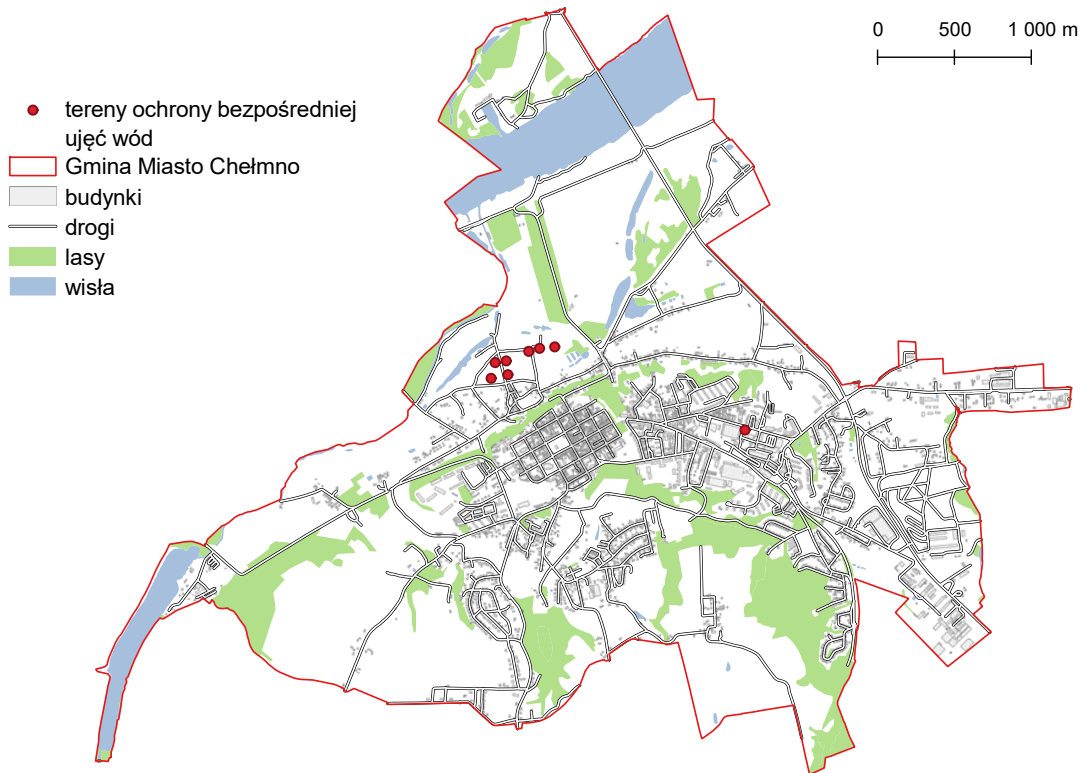 0 500 1 000 m
tereny ochrony bezpośredniej
ujęć wód
Gmina Miasto Chełmno
budynki
drogi
lasy
wisła